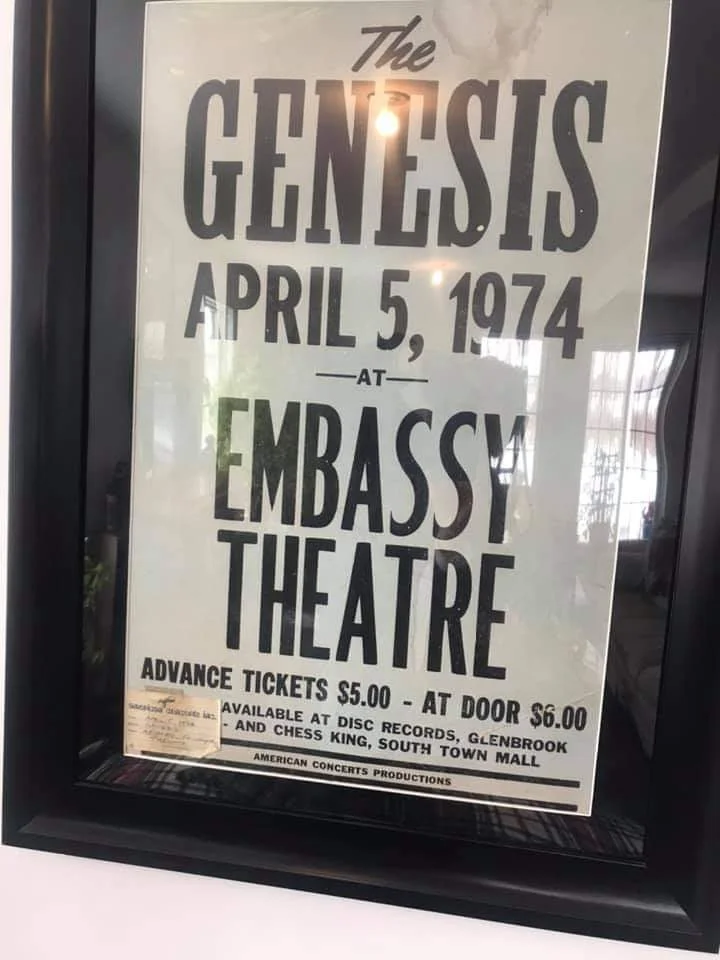 The
GENESIS
APRIL 5, 1974
—AT—
EMBASSY
THEATRE
ADVANCE TICKETS $5.00 - AT DOOR $6.00
AVAILABLE AT DISC RECORDS, GLENBROOK
- AND CHESS KING, SOUTH TOWN MALL
AMERICAN CONCERTS PRODUCTIONS